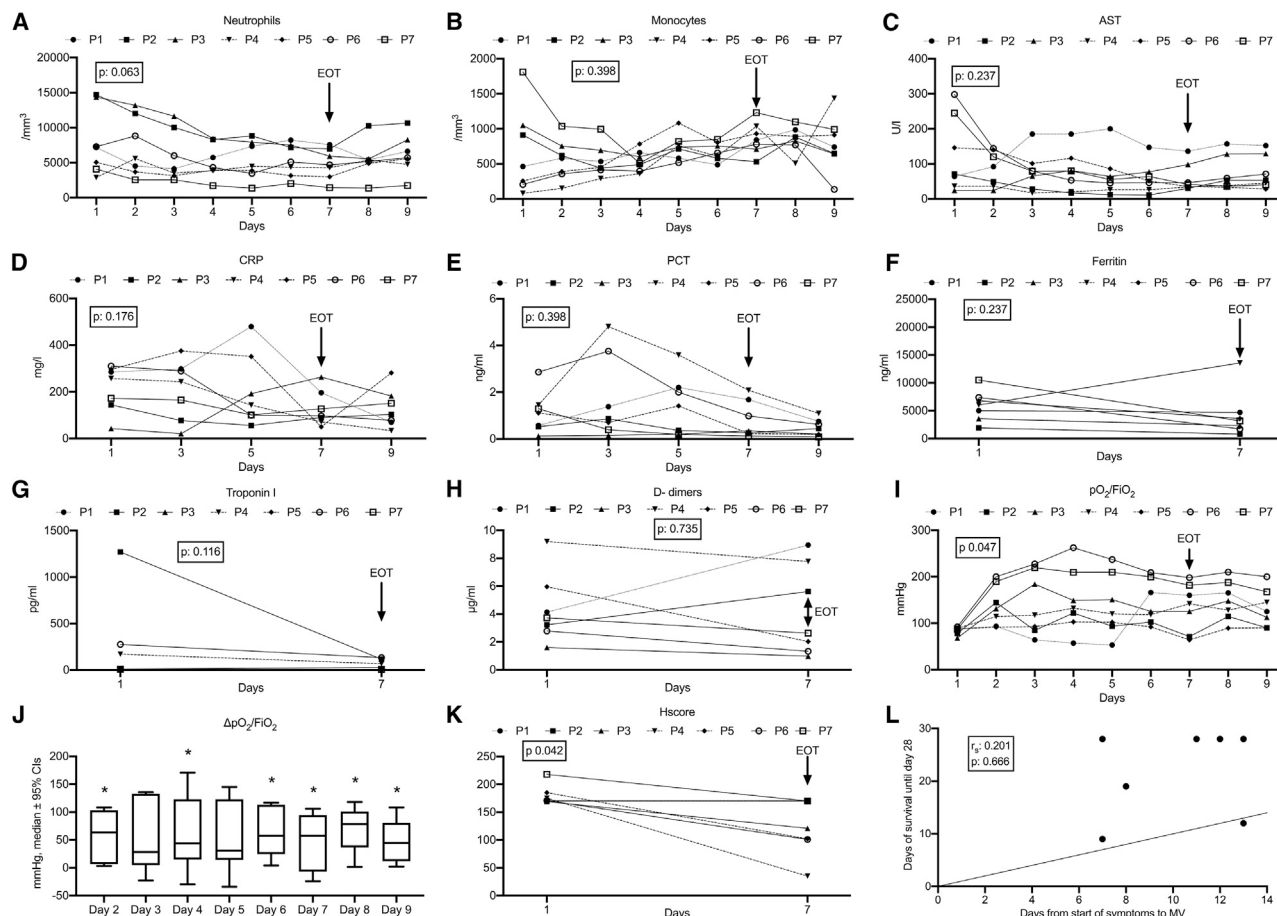 A
Neutrophils
P1 P2 P3 P4 P5 P6 P7
20000
15000
10000
5000
0
/mm3
p: 0.063
EOT
1 2 3 4 5 6 7 8 9
Days
B
Monocytes
P1 P2 P3 P4 P5 P6 P7
2000
1500
1000
500
0
/mm3
p: 0.398
EOT
1 2 3 4 5 6 7 8 9
Days
C
AST
P1 P2 P3 P4 P5 P6 P7
400
300
200
100
0
U/l
p: 0.237
EOT
1 2 3 4 5 6 7 8 9
Days
D
CRP
P1 P2 P3 P4 P5 P6 P7
600
400
200
0
mg/l
p: 0.176
EOT
1 3 5 7 9
Days
E
PCT
P1 P2 P3 P4 P5 P6 P7
6
4
2
0
ng/ml
p: 0.398
EOT
1 3 5 7 9
Days
F
Ferritin
P1 P2 P3 P4 P5 P6 P7
25000
20000
15000
10000
5000
0
ng/ml
p: 0.237
EOT
1 7
Days
G
Troponin I
P1 P2 P3 P4 P5 P6 P7
1500
1000
500
0
pg/ml
p: 0.116
EOT
1 7
Days
H
D- dimers
P1 P2 P3 P4 P5 P6 P7
10
8
6
4
2
0
µg/ml
p: 0.735
EOT
1 7
Days
I
pO2/FiO2
P1 P2 P3 P4 P5 P6 P7
300
200
100
0
mmHg
p 0.047
EOT
1 2 3 4 5 6 7 8 9
Days
J
ΔpO2/FiO2
200
150
100
50
0
-50
mmHg, median ± 95% CIs
* * * * * *
Day 2 Day 3 Day 4 Day 5 Day 6 Day 7 Day 8 Day 9
K
Hscore
P1 P2 P3 P4 P5 P6 P7
250
200
150
100
50
0
p 0.042
EOT
1 7
Days
L
30
20
10
0
Days of survival until day 28
rs: 0.201
p: 0.666
0 2 4 6 8 10 12 14
Days from start of symptoms to MV